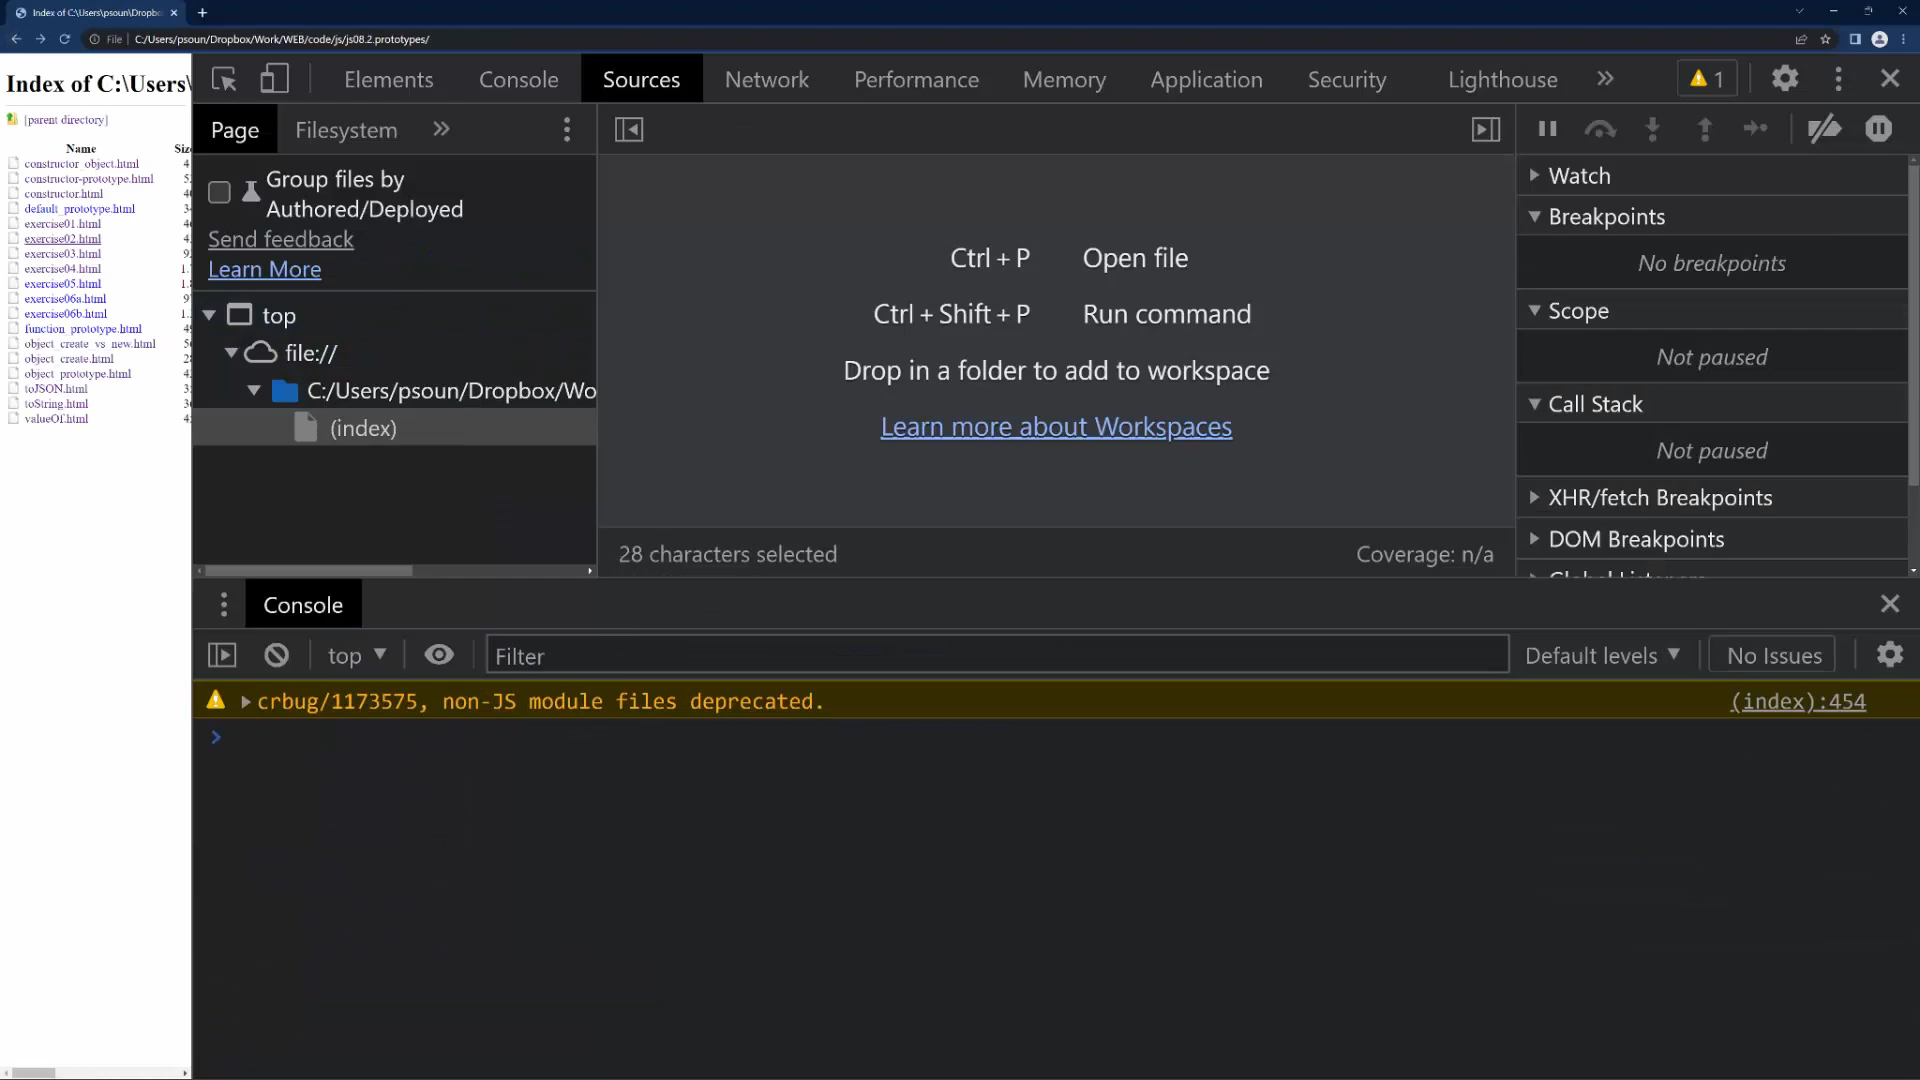 Index of C:\Users\psoun\Dropbo
File
C:/Users/psoun/Dropbox/Work/WEB/code/js/js08.2.prototypes/
Index of C:\Users\
[parent directory]
Name
Siz
constructor_object.html
constructor-prototype.html
constructor.html
default_prototype.html
exercise01.html
exercise02.html
exercise03.html
exercise04.html
exercise05.html
exercise06a.html
exercise06b.html
function_prototype.html
object_create_vs_new.html
object_create.html
object_prototype.html
toJSON.html
toString.html
valueOf.html
Elements
Console
Sources
Network
Performance
Memory
Application
Security
Lighthouse
1
Page
Filesystem
Group files by
Authored/Deployed
Send feedback
Learn More
top
file://
C:/Users/psoun/Dropbox/Wo
(index)
Ctrl + P Open file
Ctrl + Shift + P Run command
Drop in a folder to add to workspace
Learn more about Workspaces
28 characters selected
Coverage: n/a
Watch
Breakpoints
No breakpoints
Scope
Not paused
Call Stack
Not paused
XHR/fetch Breakpoints
DOM Breakpoints
Console
top
Filter
Default levels
No Issues
crbug/1173575, non-JS module files deprecated.
(index):454